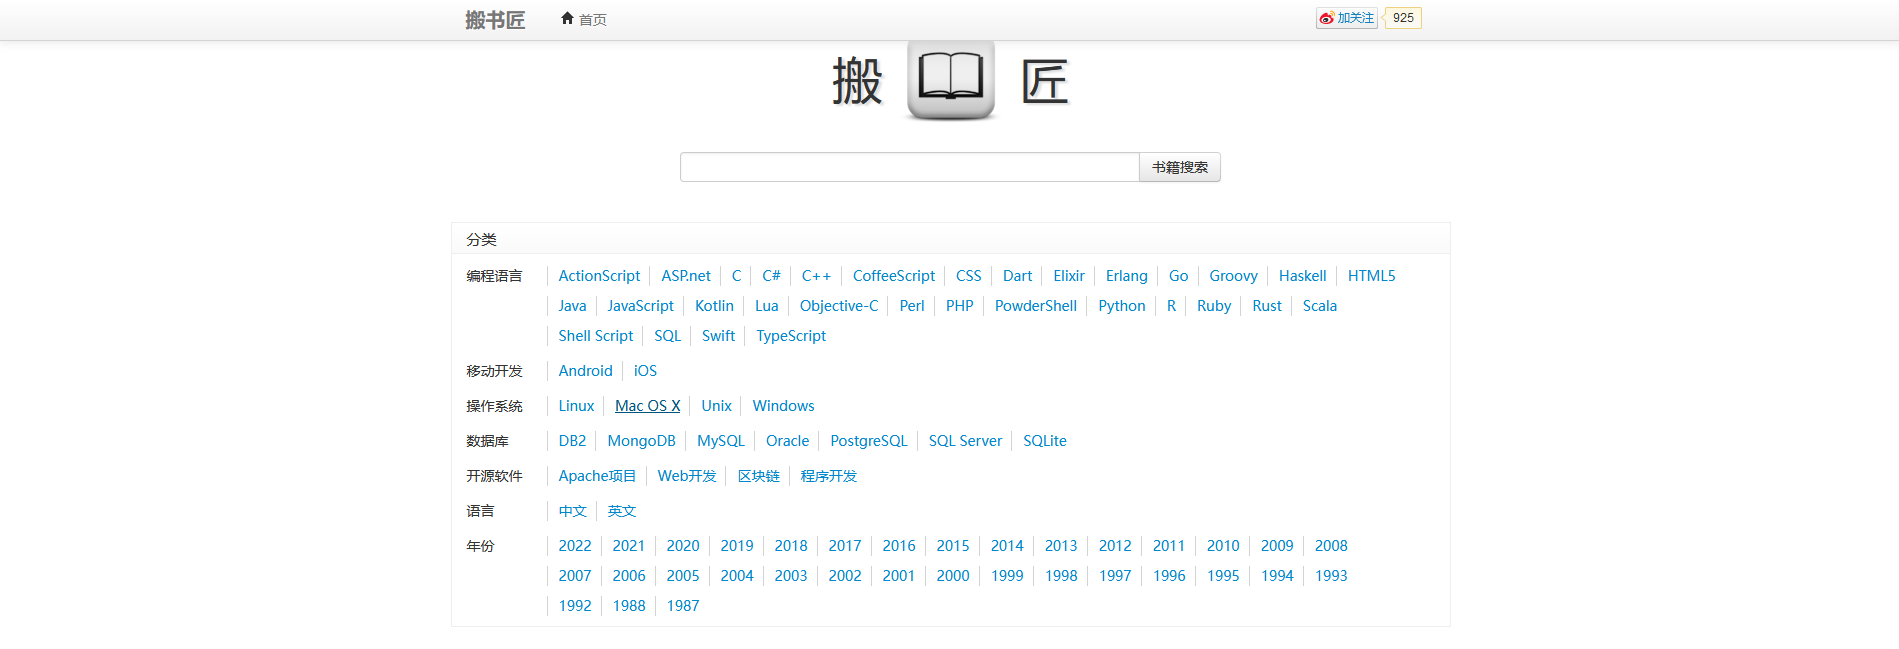 搬书匠 首页 加关注 925
搬 匠
书籍搜索
分类
编程语言 ActionScript ASP.net C C# C++ CoffeeScript CSS Dart Elixir Erlang Go Groovy Haskell HTML5
Java JavaScript Kotlin Lua Objective-C Perl PHP PowderShell Python R Ruby Rust Scala
Shell Script SQL Swift TypeScript
移动开发 Android iOS
操作系统 Linux Mac OS X Unix Windows
数据库 DB2 MongoDB MySQL Oracle PostgreSQL SQL Server SQLite
开源软件 Apache项目 Web开发 区块链 程序开发
语言 中文 英文
年份 2022 2021 2020 2019 2018 2017 2016 2015 2014 2013 2012 2011 2010 2009 2008
2007 2006 2005 2004 2003 2002 2001 2000 1999 1998 1997 1996 1995 1994 1993
1992 1988 1987